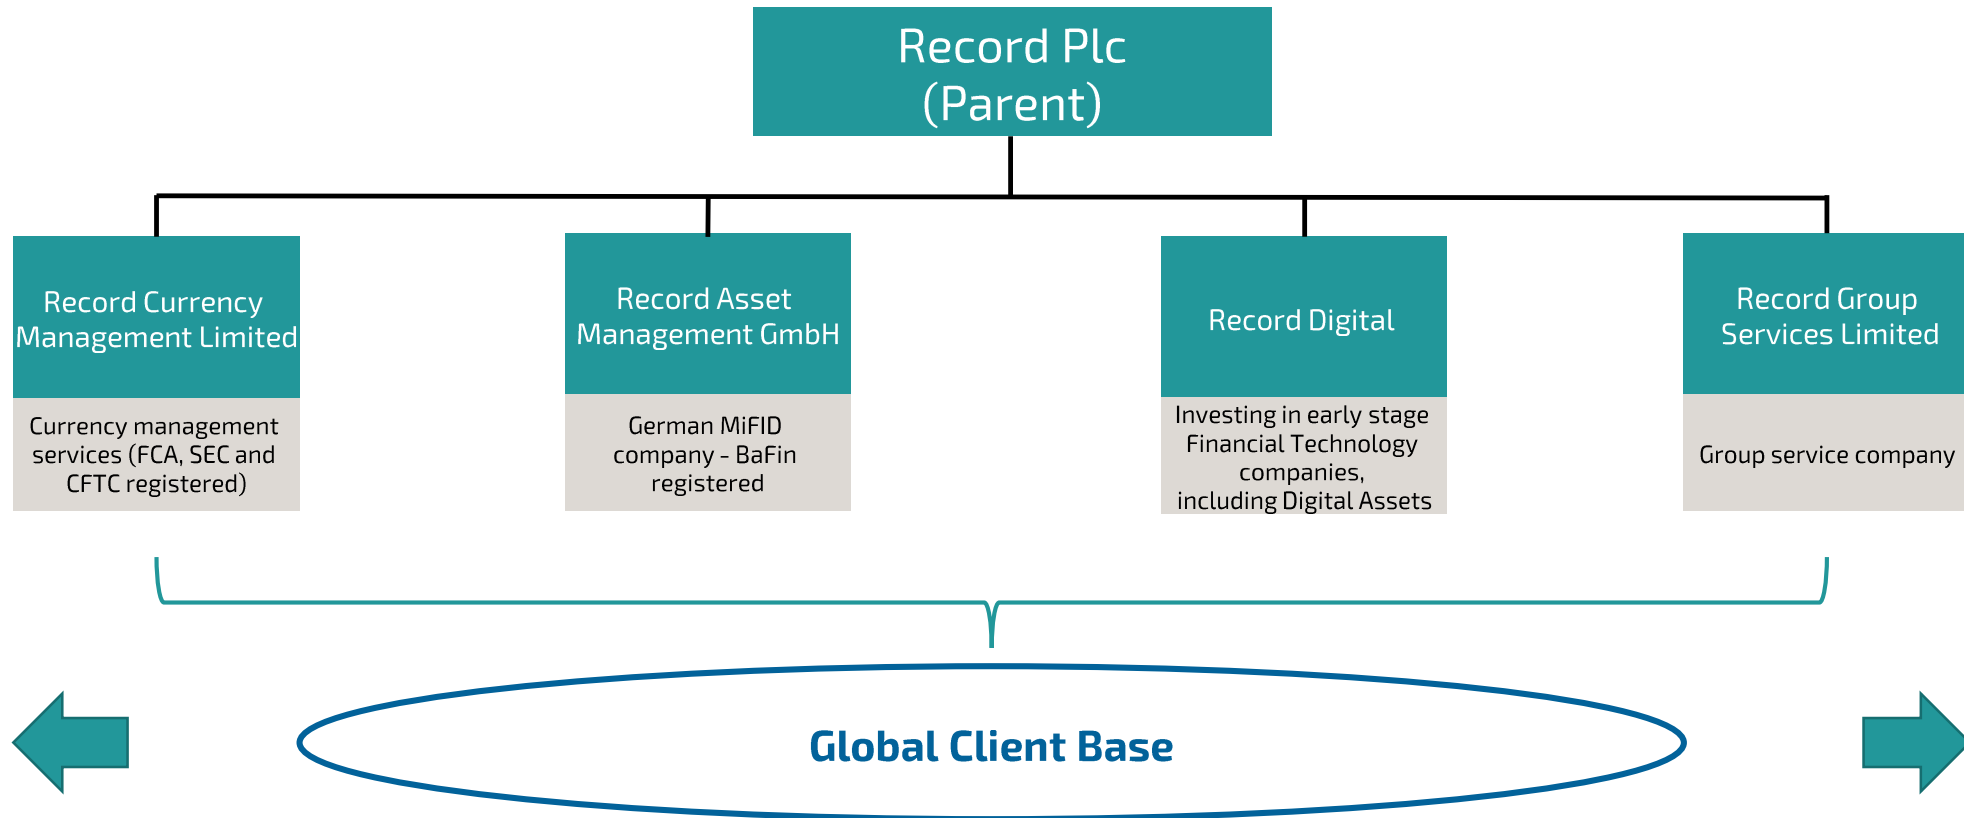 Record Plc
(Parent)
Record Currency
Management Limited
Currency management
services (FCA, SEC and
CFTC registered)
Record Asset
Management GmbH
German MiFID
company - BaFin
registered
Record Digital
Investing in early stage
Financial Technology
companies,
including Digital Assets
Record Group
Services Limited
Group service company
Global Client Base